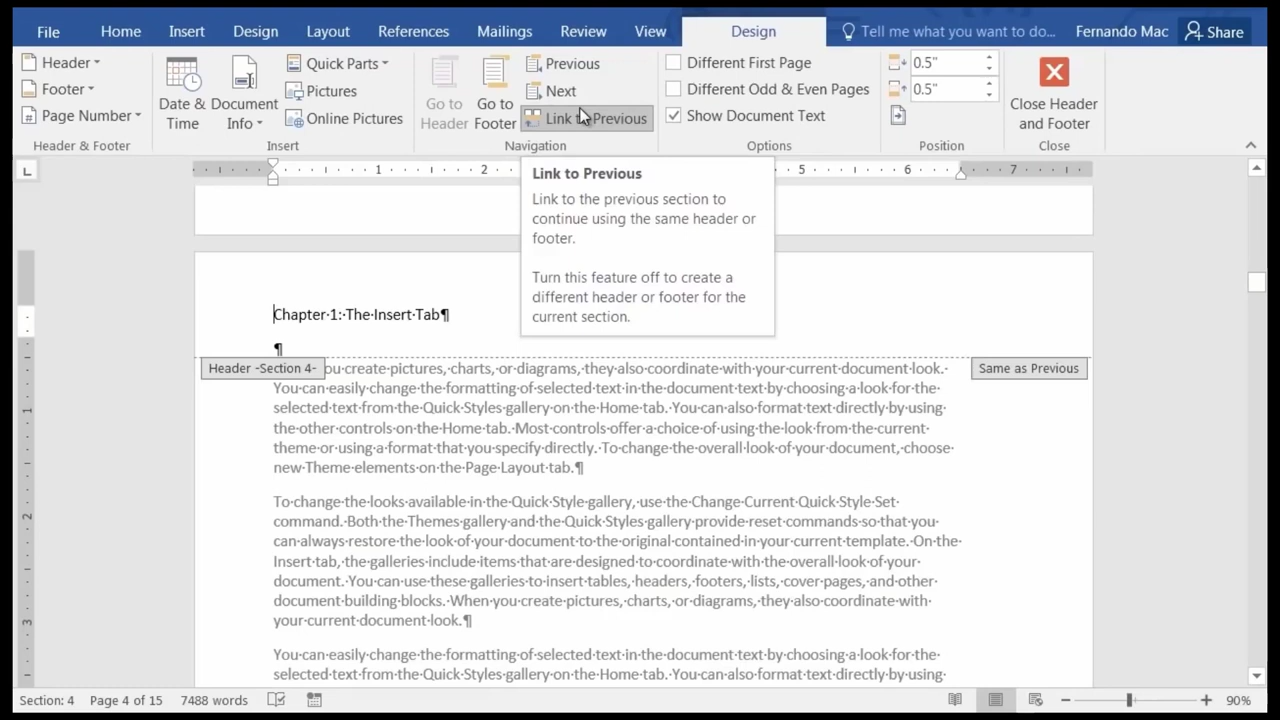 File Home Insert Design Layout References Mailings Review View Design Tell me what you want to do... Fernando Mac Share
Header
Footer
Page Number
Header & Footer
Date & Time
Document Info
Quick Parts
Pictures
Online Pictures
Insert
Go to Header
Go to Footer
Previous
Next
Link to Previous
Navigation
Different First Page
Different Odd & Even Pages
Show Document Text
Options
0.5"
0.5"
Position
Close Header and Footer
Close
L
1 2 5 6 7
Link to Previous
Link to the previous section to
continue using the same header or
footer.
Turn this feature off to create a
different header or footer for the
current section.
Chapter·1:·The·Insert·Tab¶
¶
Header -Section 4-
Same as Previous
you·create·pictures,·charts,·or·diagrams,·they·also·coordinate·with·your·current·document·look.·
You·can·easily·change·the·formatting·of·selected·text·in·the·document·text·by·choosing·a·look·for·the·
selected·text·from·the·Quick·Styles·gallery·on·the·Home·tab.·You·can·also·format·text·directly·by·using·
the·other·controls·on·the·Home·tab.·Most·controls·offer·a·choice·of·using·the·look·from·the·current·
theme·or·using·a·format·that·you·specify·directly.·To·change·the·overall·look·of·your·document,·choose·
new·Theme·elements·on·the·Page·Layout·tab.¶
To·change·the·looks·available·in·the·Quick·Style·gallery,·use·the·Change·Current·Quick·Style·Set·
command.·Both·the·Themes·gallery·and·the·Quick·Styles·gallery·provide·reset·commands·so·that·you·
can·always·restore·the·look·of·your·document·to·the·original·contained·in·your·current·template.·On·the·
Insert·tab,·the·galleries·include·items·that·are·designed·to·coordinate·with·the·overall·look·of·your·
document.·You·can·use·these·galleries·to·insert·tables,·headers,·footers,·lists,·cover·pages,·and·other·
document·building·blocks.·When·you·create·pictures,·charts,·or·diagrams,·they·also·coordinate·with·
your·current·document·look.¶
You·can·easily·change·the·formatting·of·selected·text·in·the·document·text·by·choosing·a·look·for·the·
selected·text·from·the·Quick·Styles·gallery·on·the·Home·tab.·You·can·also·format·text·directly·by·using·
1
2
3
Section: 4 Page 4 of 15 7488 words 90%